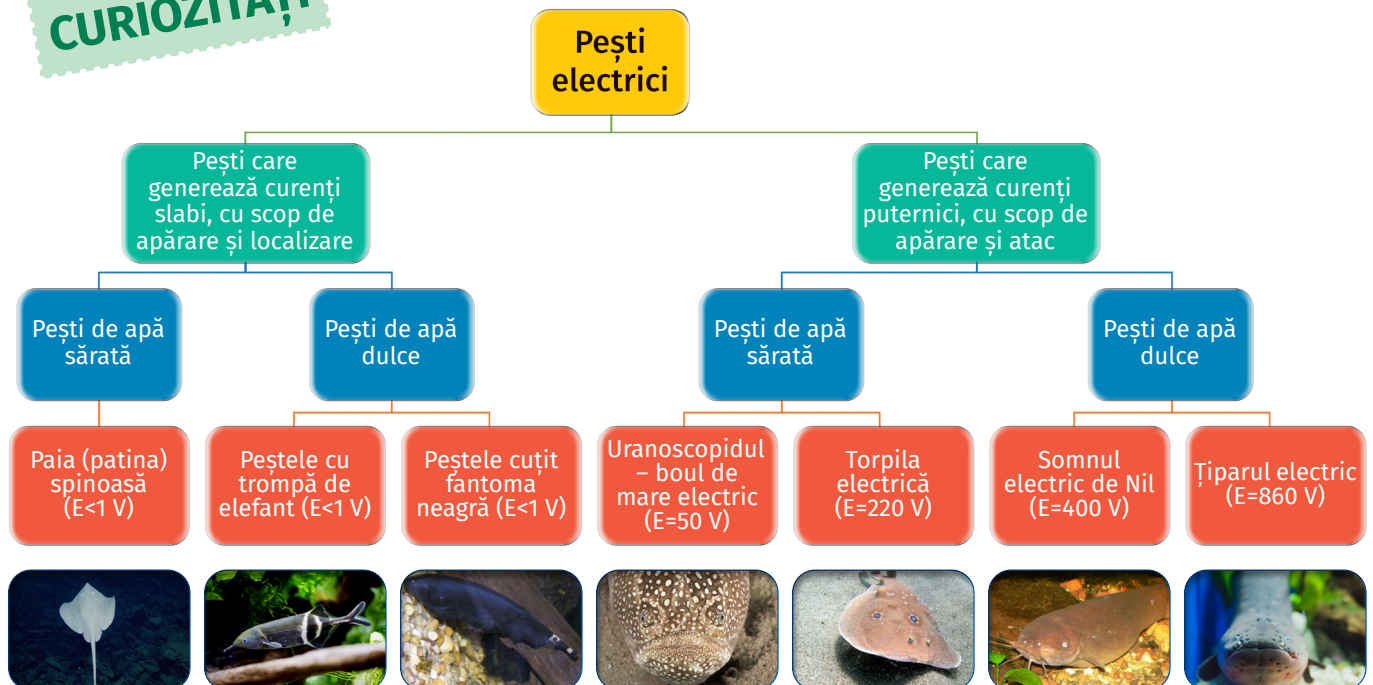 CURIOZITĂȚI
Pești
electrici
Pești care
generează curenți
slabi, cu scop de
apărare și localizare
Pești care
generează curenți
puternici, cu scop de
apărare și atac
Pești de apă
sărată
Pești de apă
dulce
Pești de apă
sărată
Pești de apă
dulce
Paia (patina)
spinoasă
(E<1 V)
Peștele cu
trompă de
elefant (E<1 V)
Peștele cuțit
fantoma
neagră (E<1 V)
Uranoscopidul
– boul de
mare electric
(E=50 V)
Torpila
electrică
(E=220 V)
Somnul
electric de Nil
(E=400 V)
Țiparul electric
(E=860 V)